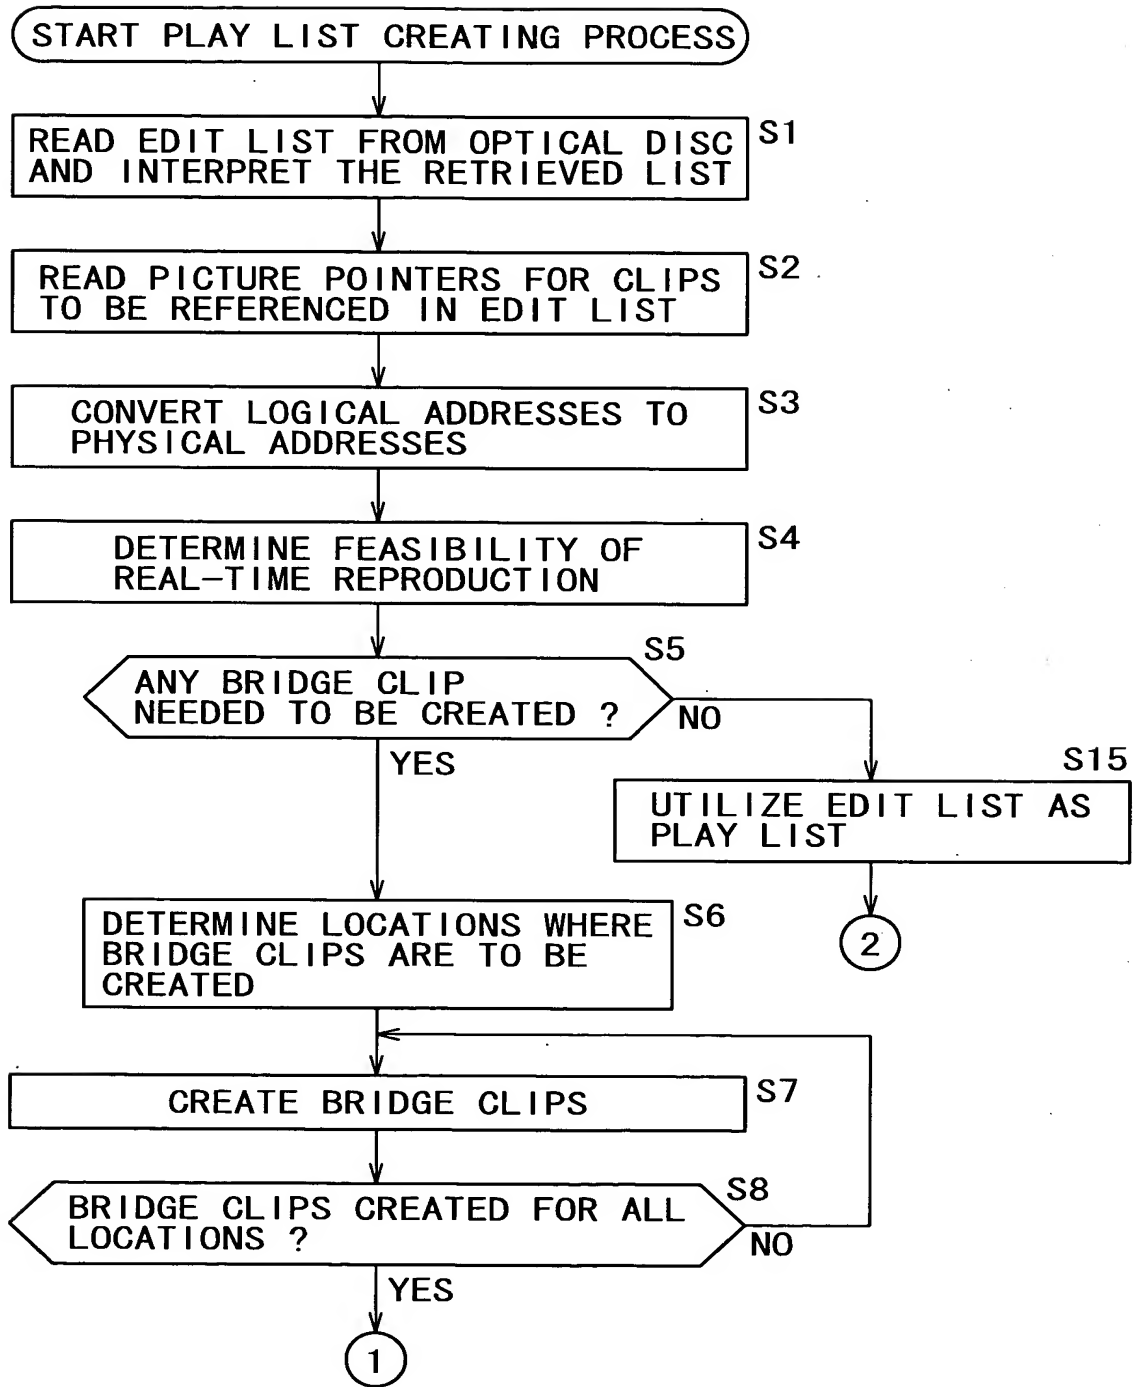 START PLAY LIST CREATING PROCESS
READ EDIT LIST FROM OPTICAL DISC
AND INTERPRET THE RETRIEVED LIST
S1
READ PICTURE POINTERS FOR CLIPS
TO BE REFERENCED IN EDIT LIST
S2
CONVERT LOGICAL ADDRESSES TO
PHYSICAL ADDRESSES
S3
DETERMINE FEASIBILITY OF
REAL-TIME REPRODUCTION
S4
ANY BRIDGE CLIP
NEEDED TO BE CREATED ?
S5
NO
YES
S15
UTILIZE EDIT LIST AS
PLAY LIST
2
DETERMINE LOCATIONS WHERE
BRIDGE CLIPS ARE TO BE
CREATED
S6
CREATE BRIDGE CLIPS
S7
BRIDGE CLIPS CREATED FOR ALL
LOCATIONS ?
S8
NO
YES
1